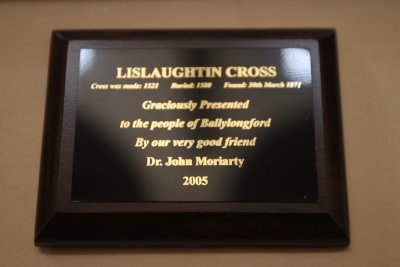 LISLAUGHTIN CROSS
Cross was made: 1521 Buried: 1580 Found: 30th March 1871
Graciously Presented
to the people of Ballylongford
By our very good friend
Dr. John Moriarty
2005